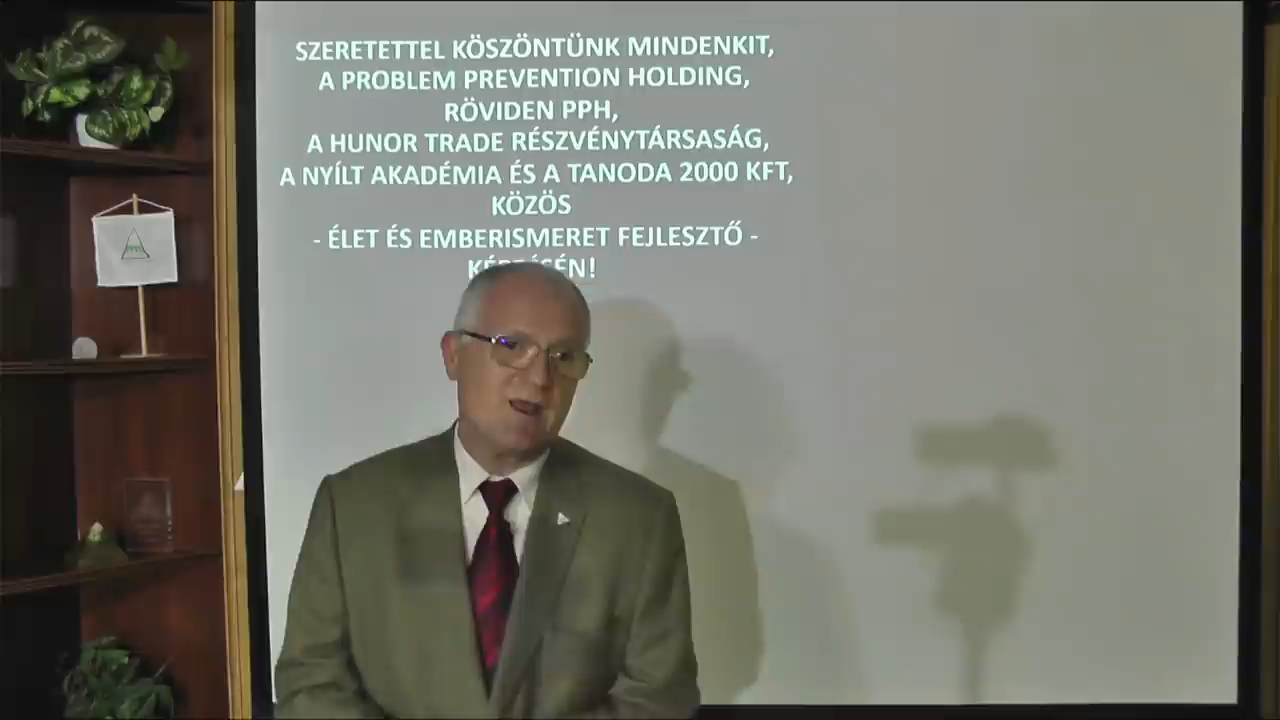 SZERETETTEL KÖSZÖNTÜNK MINDENKIT,
A PROBLEM PREVENTION HOLDING,
RÖVIDEN PPH,
A HUNOR TRADE RÉSZVÉNYTÁRSASÁG,
A NYÍLT AKADÉMIA ÉS A TANODA 2000 KFT,
KÖZÖS
- ÉLET ÉS EMBERISMERET FEJLESZTŐ -